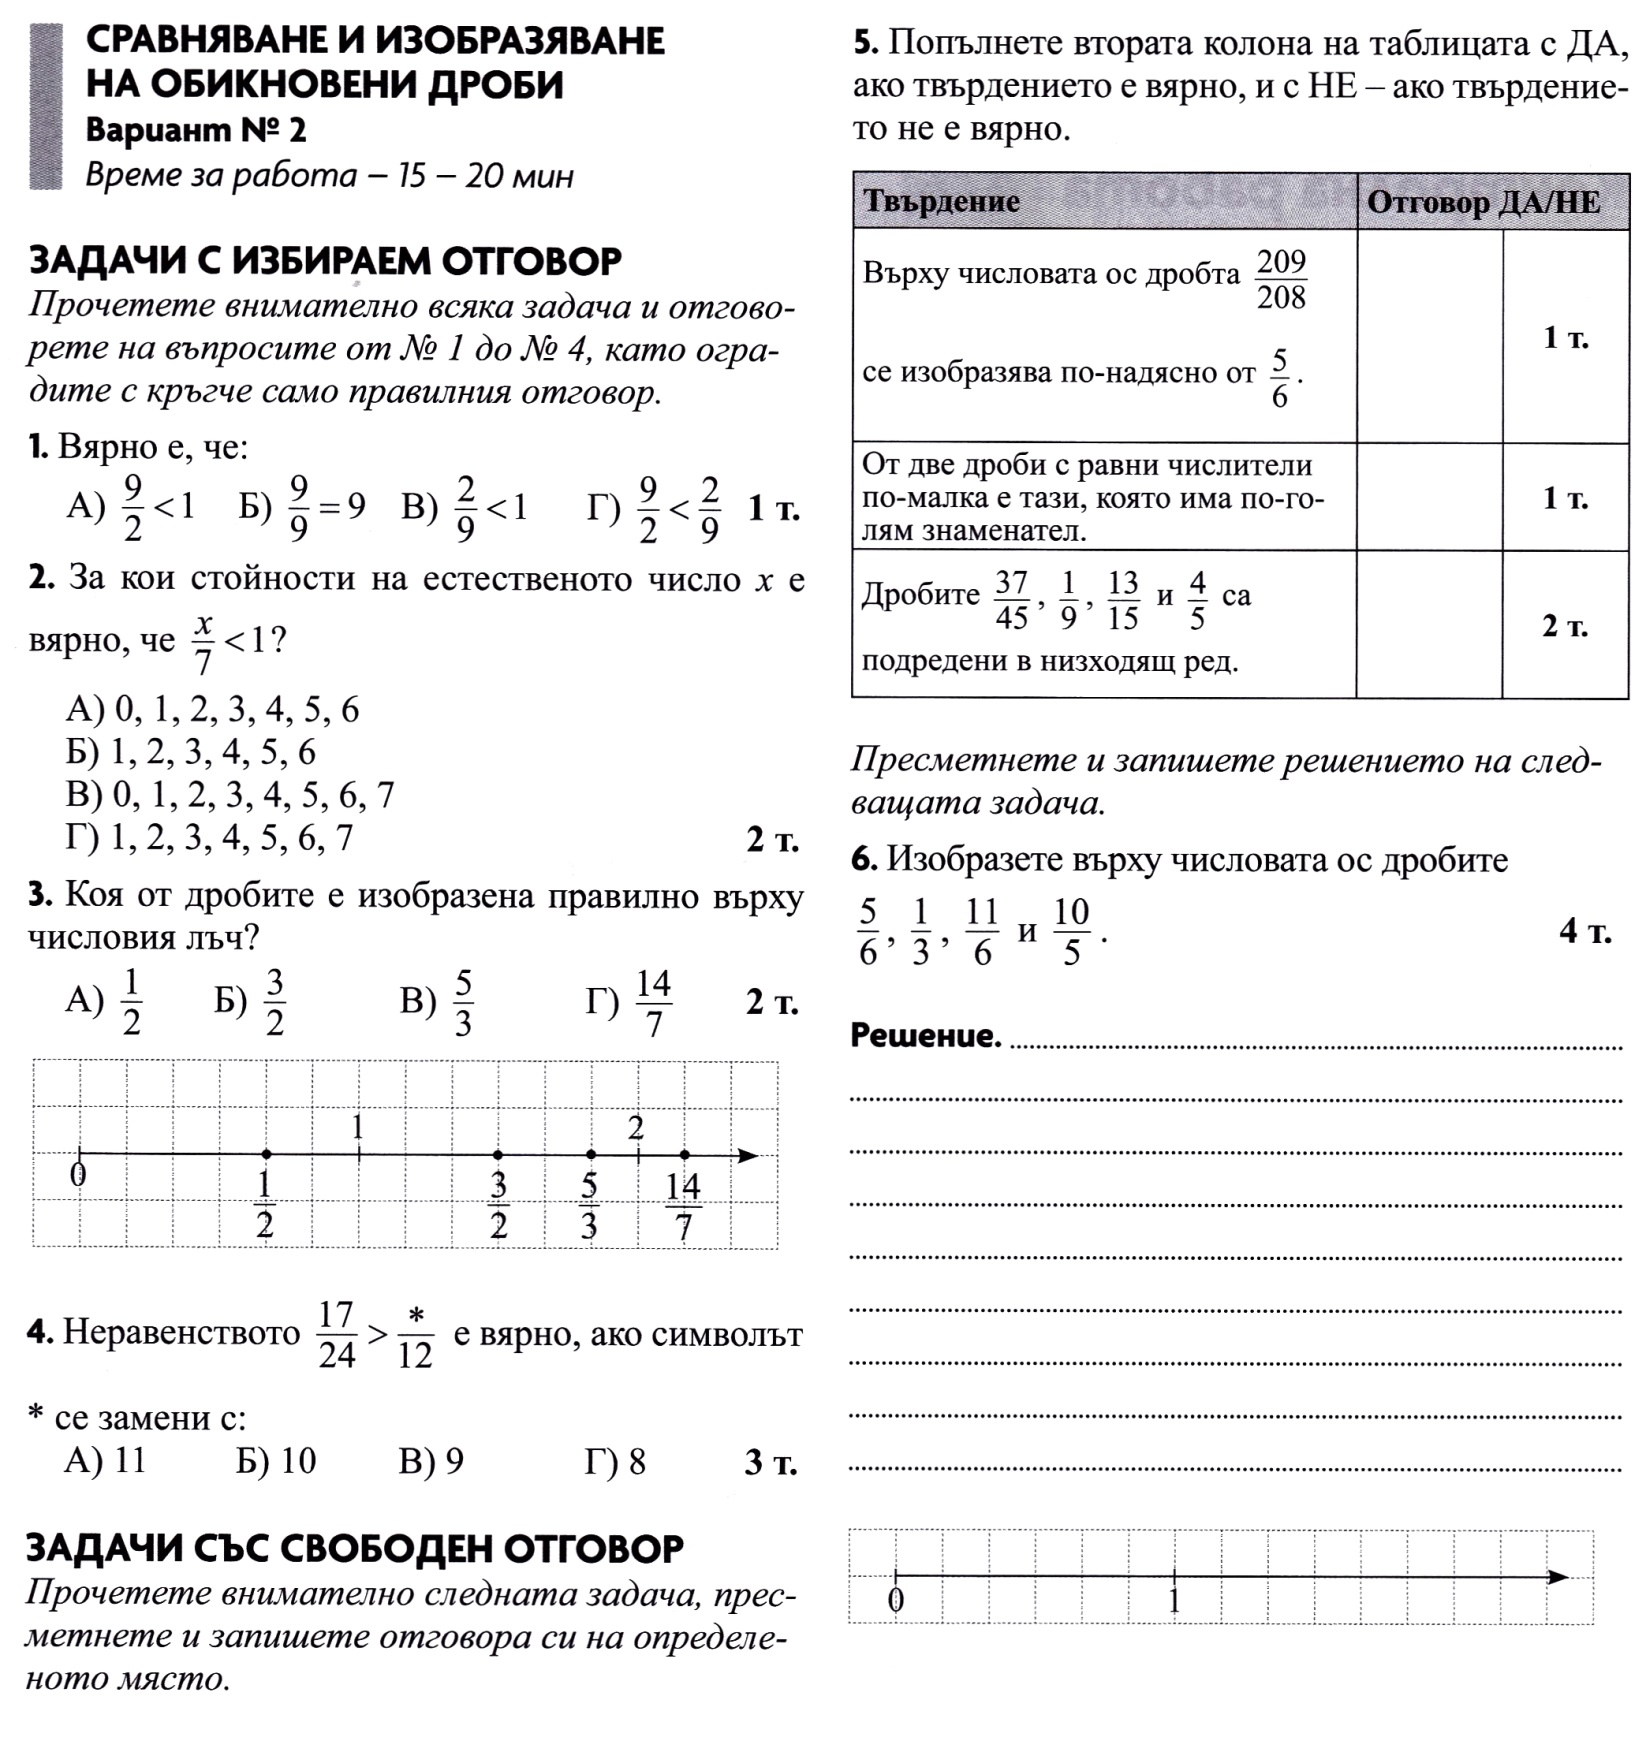 СРАВНЯВАНЕ И ИЗОБРАЗЯВАНЕ
НА ОБИКНОВЕНИ ДРОБИ
Вариант № 2
Време за работа – 15 – 20 мин
ЗАДАЧИ С ИЗБИРАЕМ ОТГОВОР
Прочетете внимателно всяка задача и отгово-
рете на въпросите от № 1 до № 4, като огра-
дите с кръгче само правилния отговор.
1. Вярно е, че:
А) 9/2 < 1 Б) 9/9 = 9 В) 2/9 < 1 Г) 9/2 < 2/9 1 т.
2. За кои стойности на естественото число x е
вярно, че x/7 < 1?
А) 0, 1, 2, 3, 4, 5, 6
Б) 1, 2, 3, 4, 5, 6
В) 0, 1, 2, 3, 4, 5, 6, 7
Г) 1, 2, 3, 4, 5, 6, 7 2 т.
3. Коя от дробите е изобразена правилно върху
числовия лъч?
А) 1/2 Б) 3/2 В) 5/3 Г) 14/7 2 т.
1 2
0 1/2 3/2 5/3 14/7
4. Неравенството 17/24 > */12 е вярно, ако символът
* се замени с:
А) 11 Б) 10 В) 9 Г) 8 3 т.
ЗАДАЧИ СЪС СВОБОДЕН ОТГОВОР
Прочетете внимателно следната задача, прес-
метнете и запишете отговора си на определе-
ното място.
5. Попълнете втората колона на таблицата с ДА,
ако твърдението е вярно, и с НЕ – ако твърдение-
то не е вярно.
Твърдение Отговор ДА/НЕ
Върху числовата ос дробта 209/208
се изобразява по-надясно от 5/6.
1 т.
От две дроби с равни числители
по-малка е тази, която има по-го-
лям знаменател.
1 т.
Дробите 37/45, 1/9, 13/15 и 4/5 са
подредени в низходящ ред.
2 т.
Пресметнете и запишете решението на след-
ващата задача.
6. Изобразете върху числовата ос дробите
5/6, 1/3, 11/6 и 10/5. 4 т.
Решение.
0 1